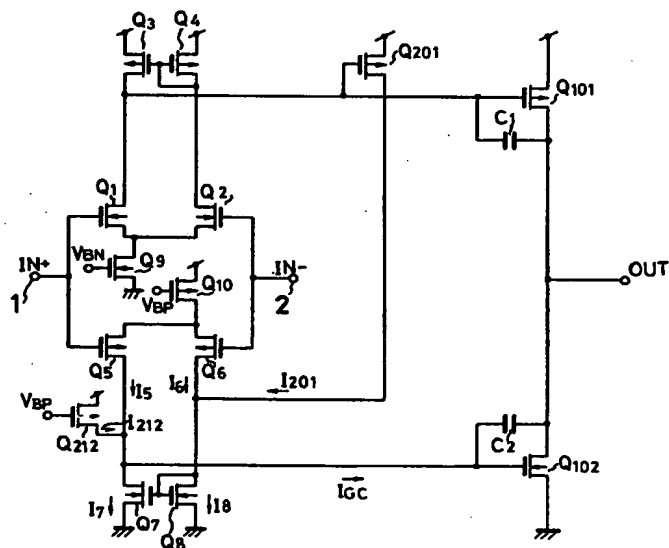 Q3
Q4
Q201
Q101
C1
Q1
Q2
VBN
Q9
IN+
1
Q10
IN-
2
VBP
OUT
Q5
Q6
I5
I6
I201
VBP
I212
Q212
C2
Q102
IGC
I7
Q7
Q8
I8